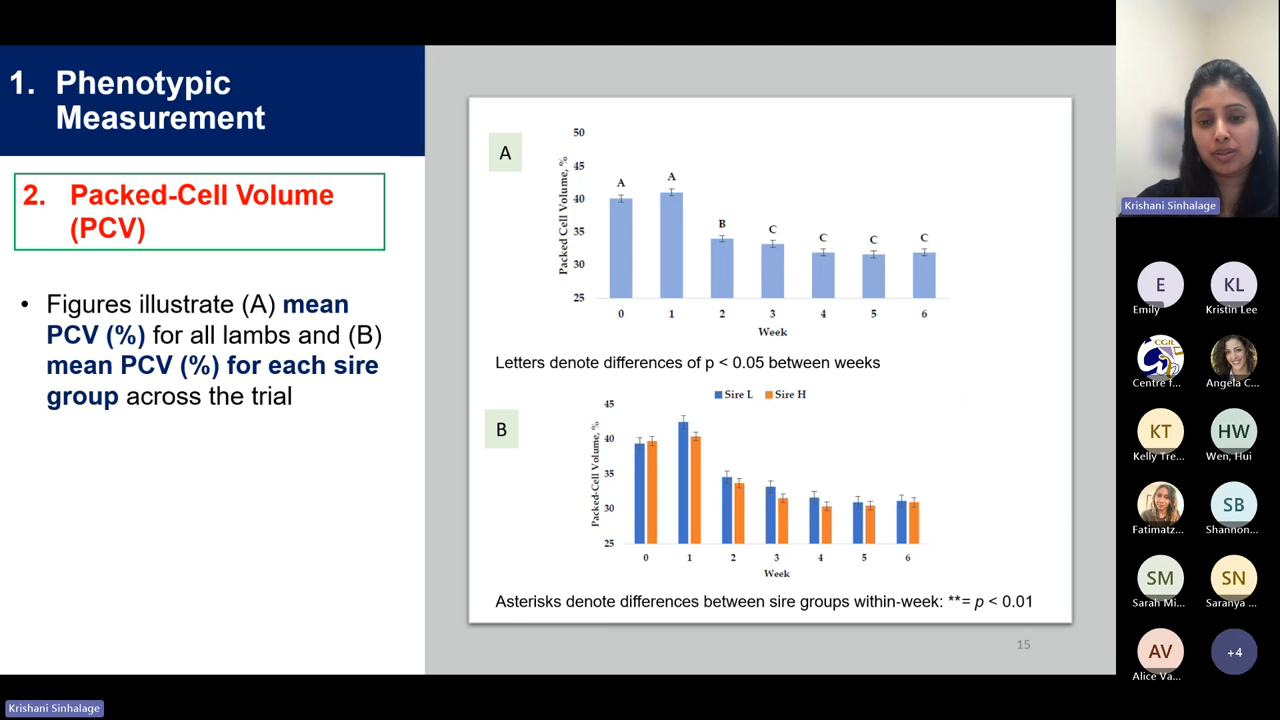 1. Phenotypic
Measurement
2. Packed-Cell Volume
(PCV)
• Figures illustrate (A) mean
PCV (%) for all lambs and (B)
mean PCV (%) for each sire
group across the trial
A
50
45
40
35
30
25
Packed Cell Volume, %
A A B C C C C
0 1 2 3 4 5 6
Week
Letters denote differences of p < 0.05 between weeks
B
Sire L Sire H
45
40
35
30
25
Packed-Cell Volume, %
0 1 2 3 4 5 6
Week
Asterisks denote differences between sire groups within-week: **= p < 0.01
15
Krishani Sinhalage
E KL
Emily Kristin Lee
CGIL
Centre f... Angela C...
KT HW
Kelly Tre... Wen, Hui
SB
Fatimatz... Shannon...
SM SN
Sarah Mi... Saranya ...
AV +4
Alice Va...
Krishani Sinhalage